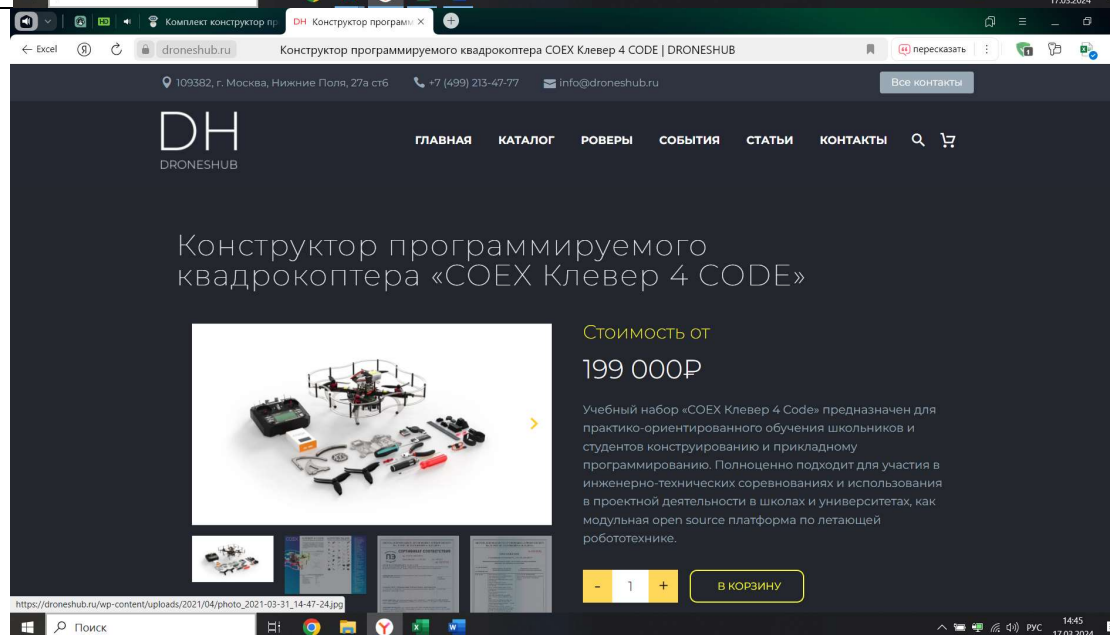 17.03.2024
Комплект конструктор пр
DH Конструктор программ
← Excel
droneshub.ru
Конструктор программируемого квадрокоптера COEX Клевер 4 CODE | DRONESHUB
пересказать
109382, г. Москва, Нижние Поля, 27а ст6
+7 (499) 213-47-77
info@droneshub.ru
Все контакты
DH
DRONESHUB
ГЛАВНАЯ
КАТАЛОГ
РОВЕРЫ
СОБЫТИЯ
СТАТЬИ
КОНТАКТЫ
Конструктор программируемого
квадрокоптера «COEX Клевер 4 CODE»
Стоимость от
199 000₽
Учебный набор «COEX Клевер 4 Code» предназначен для
практико-ориентированного обучения школьников и
студентов конструированию и прикладному
программированию. Полноценно подходит для участия в
инженерно-технических соревнованиях и использования
в проектной деятельности в школах и университетах, как
модульная open source платформа по летающей
робототехнике.
- 1 +
В КОРЗИНУ
https://droneshub.ru/wp-content/uploads/2021/04/photo_2021-03-31_14-47-24.jpg
Поиск
РУС
14:45
17.03.2024